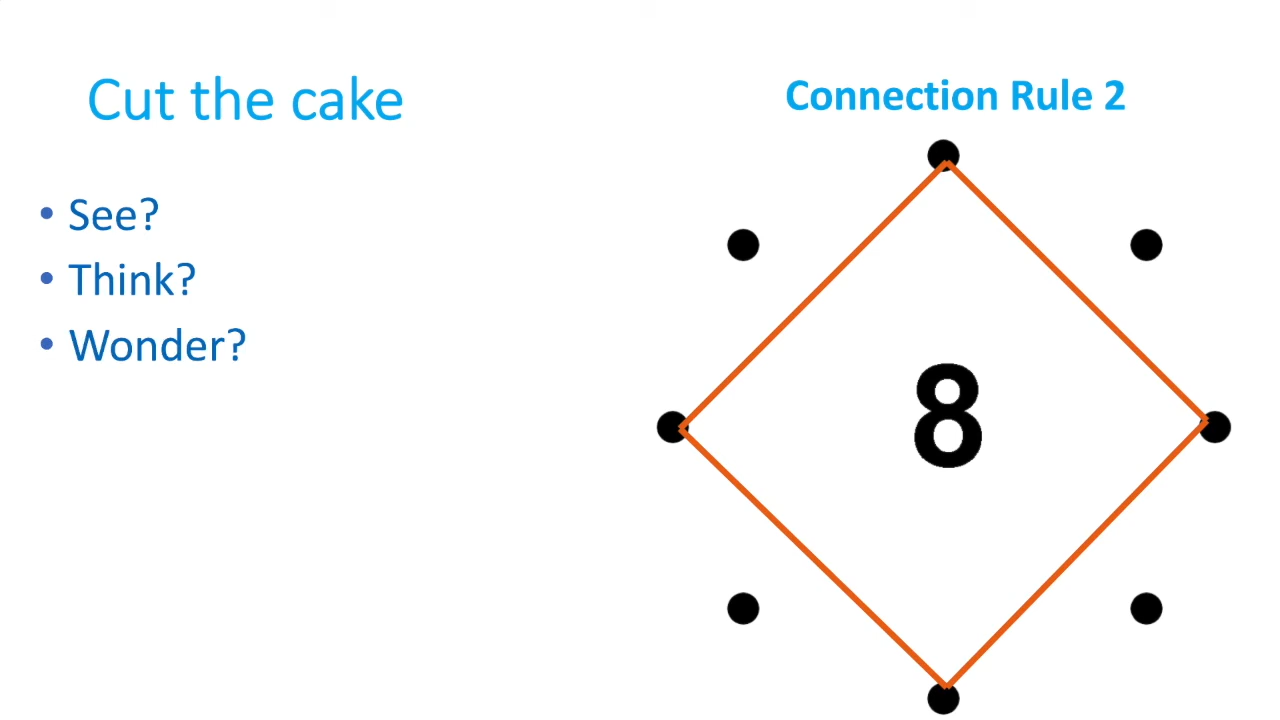 Cut the cake
• See?
• Think?
• Wonder?
Connection Rule 2
8